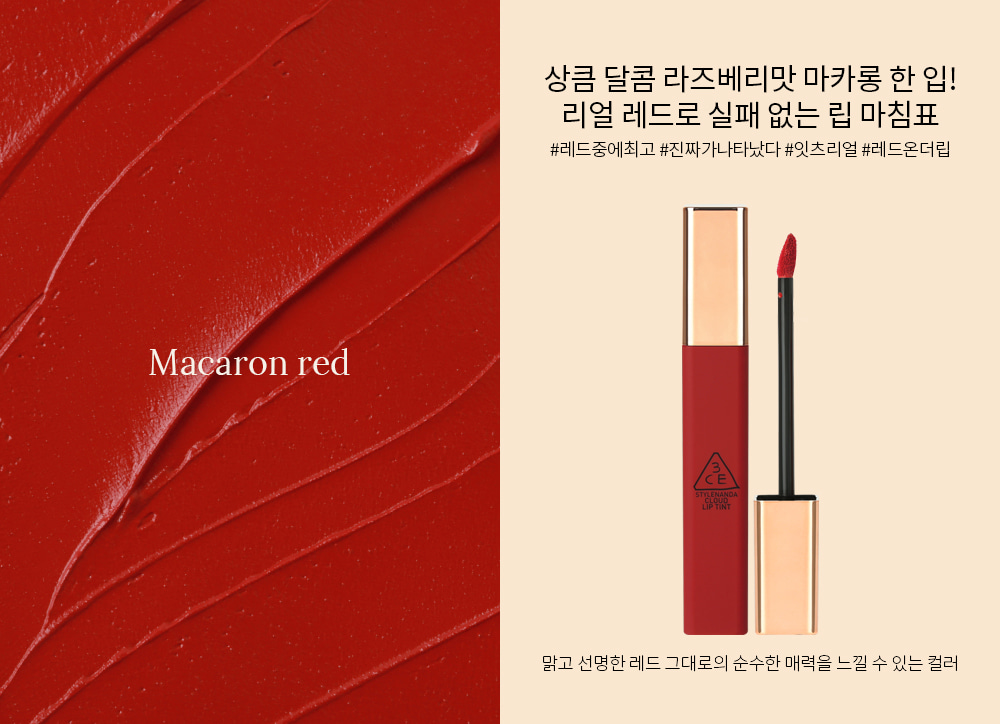 Macaron red
상큼 달콤 라즈베리맛 마카롱 한 입!
리얼 레드로 실패 없는 립 마침표
#레드중에최고 #진짜가나타났다 #잇츠리얼 #레드온더립
3
CE
STYLENANDA
CLOUD
LIP TINT
맑고 선명한 레드 그대로의 순수한 매력을 느낄 수 있는 컬러